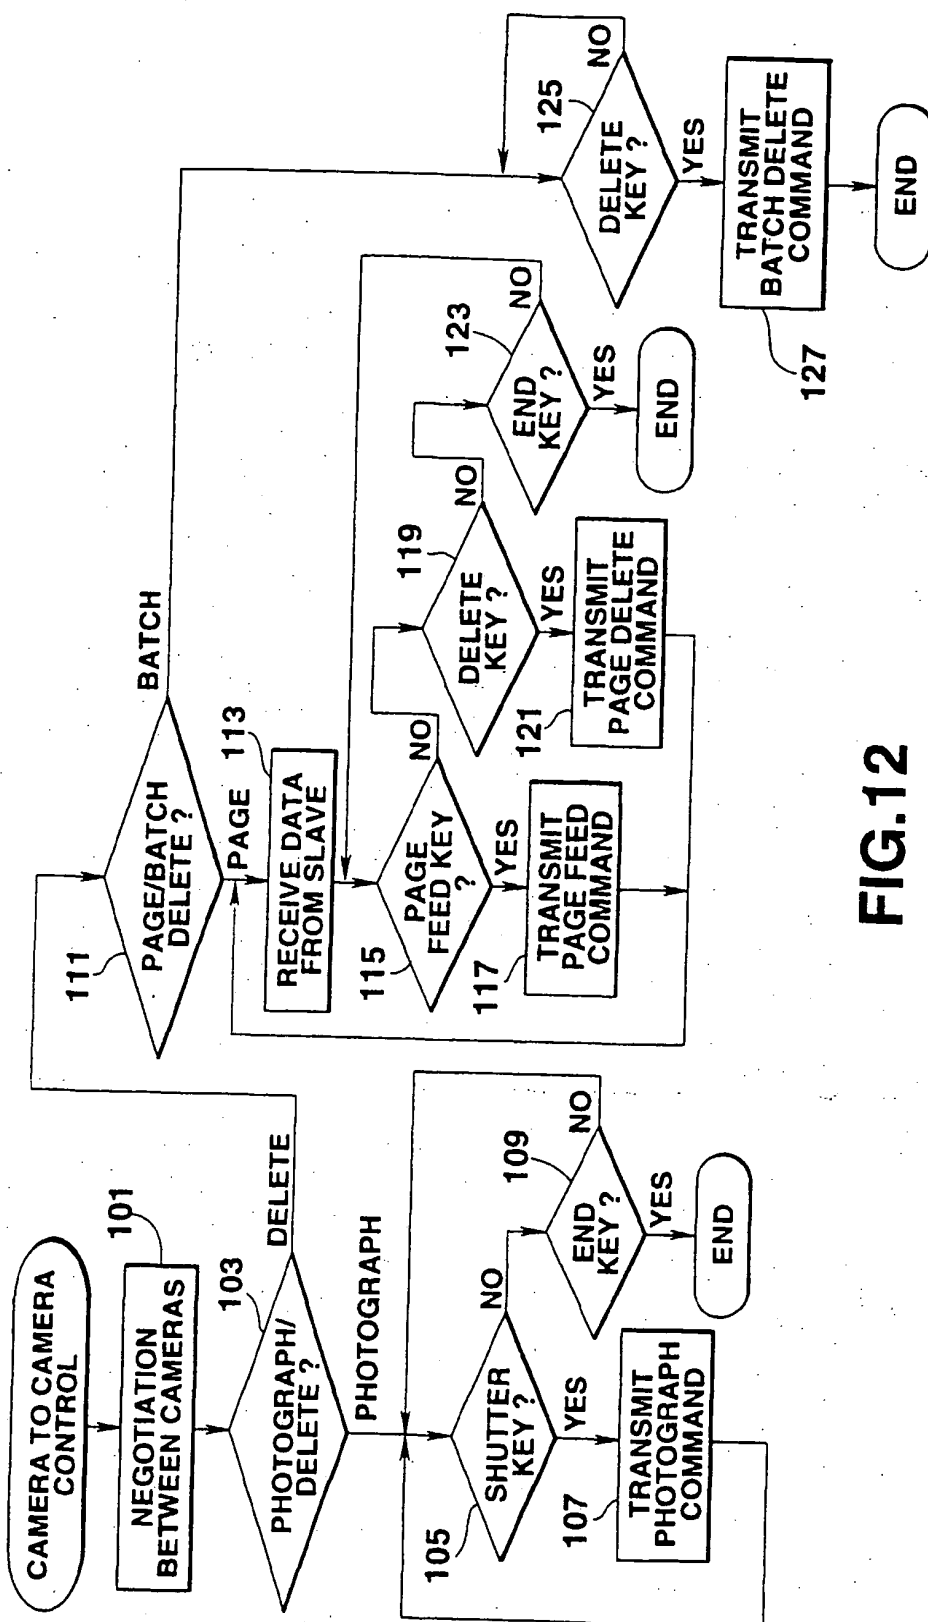 CAMERA TO CAMERA
CONTROL
101
NEGOTIATION
BETWEEN CAMERAS
103
PHOTOGRAPH/
DELETE ?
DELETE
PHOTOGRAPH
105
SHUTTER
KEY ?
NO
YES
107
TRANSMIT
PHOTOGRAPH
COMMAND
109
END
KEY ?
NO
YES
END
111
PAGE/BATCH
DELETE ?
BATCH
PAGE
113
RECEIVE DATA
FROM SLAVE
115
PAGE
FEED KEY
?
NO
YES
117
TRANSMIT
PAGE FEED
COMMAND
119
DELETE
KEY ?
NO
YES
121
TRANSMIT
PAGE DELETE
COMMAND
123
END
KEY ?
NO
YES
END
125
DELETE
KEY ?
NO
YES
127
TRANSMIT
BATCH DELETE
COMMAND
END
FIG.12